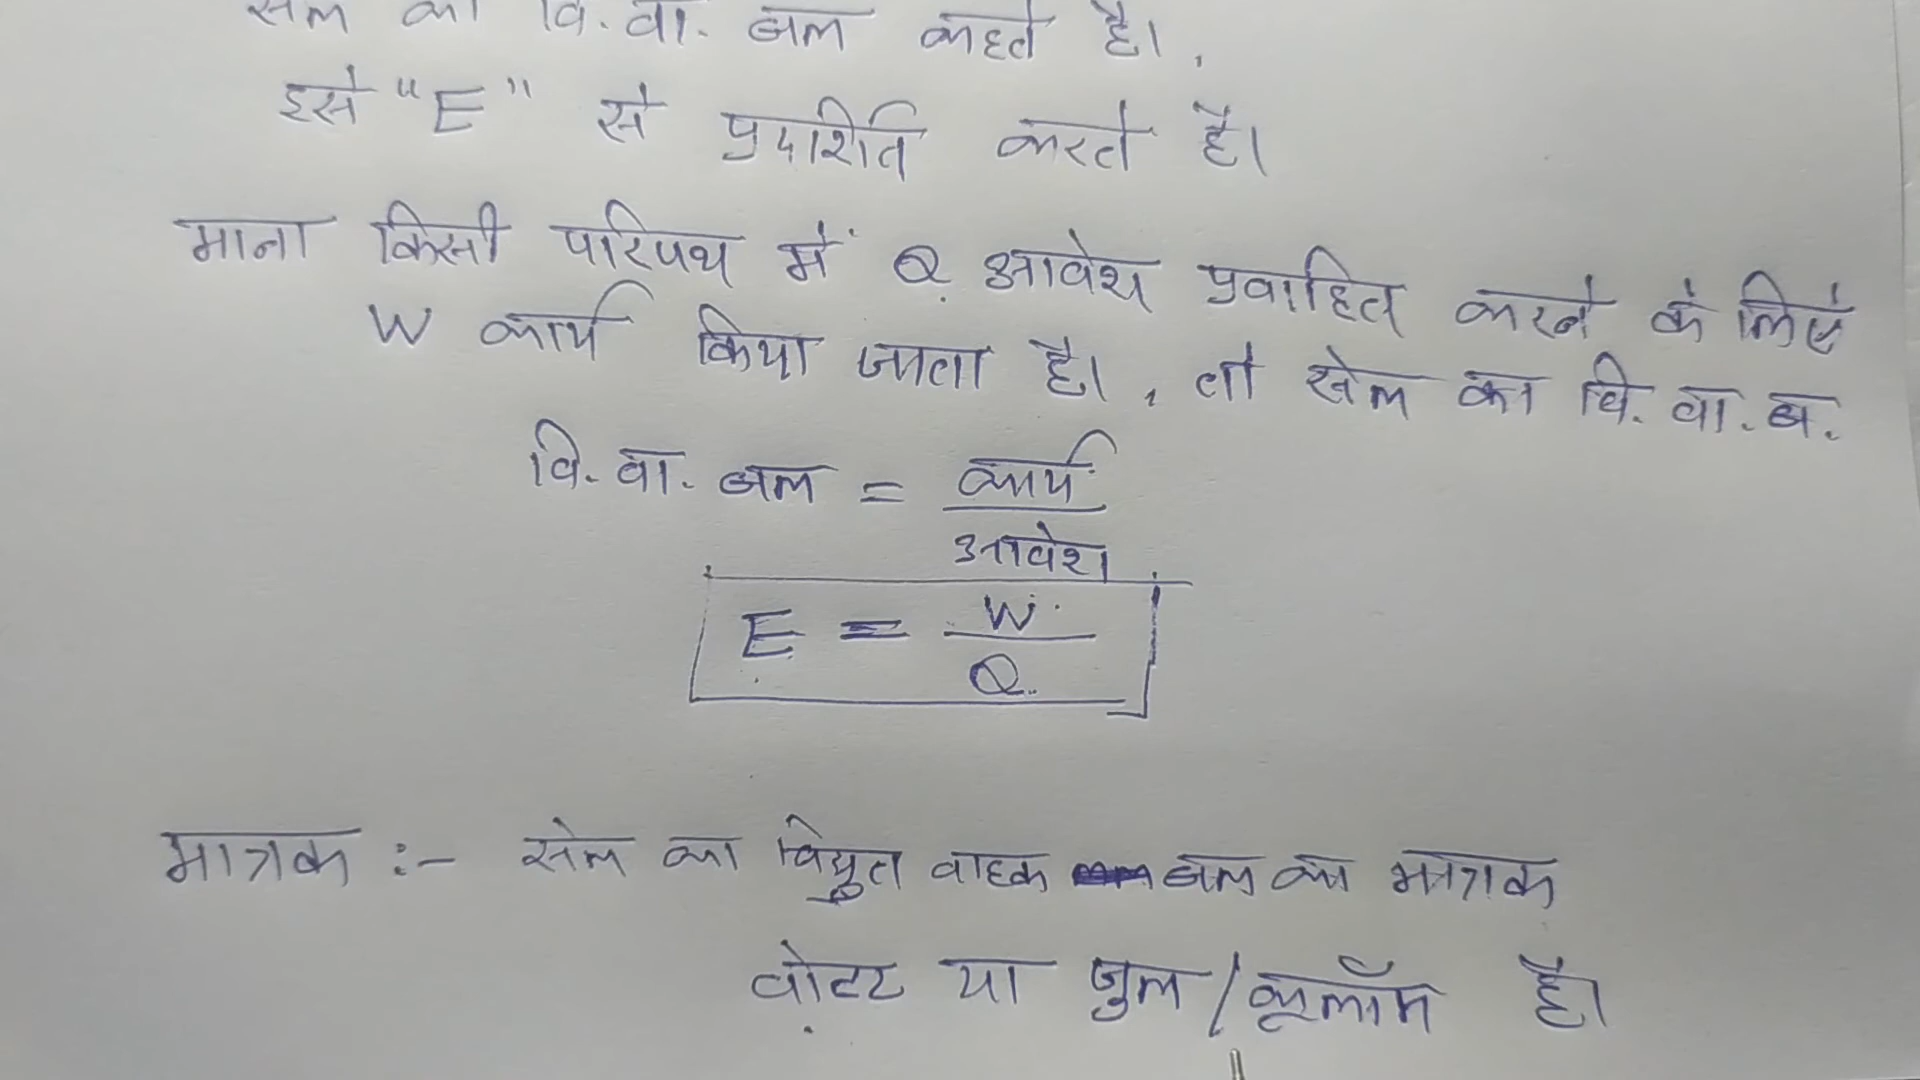 सेल का वि. वा. बल कहते है। ,
इसे "E" से प्रदर्शित करते है।
माना किसी परिपथ में Q आवेश प्रवाहित करने के लिए
W कार्य किया जाता है। , तो सेल का वि. वा. ब.
वि. वा. बल = कार्य
आवेश
E = W
Q
मात्रक :- सेल का विद्युत वाहक बल का मात्रक
वोल्ट या जुल / कूलॉम है।